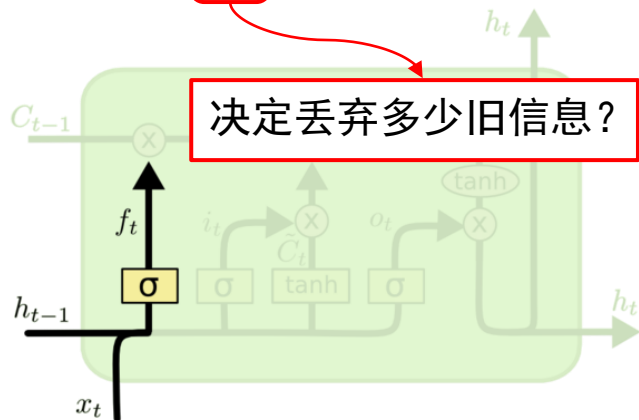 h_t
决定丢弃多少旧信息？
C_{t-1}
tanh
f_t
i_t
C̃_t
o_t
σ
σ
tanh
σ
h_{t-1}
h_t
x_t